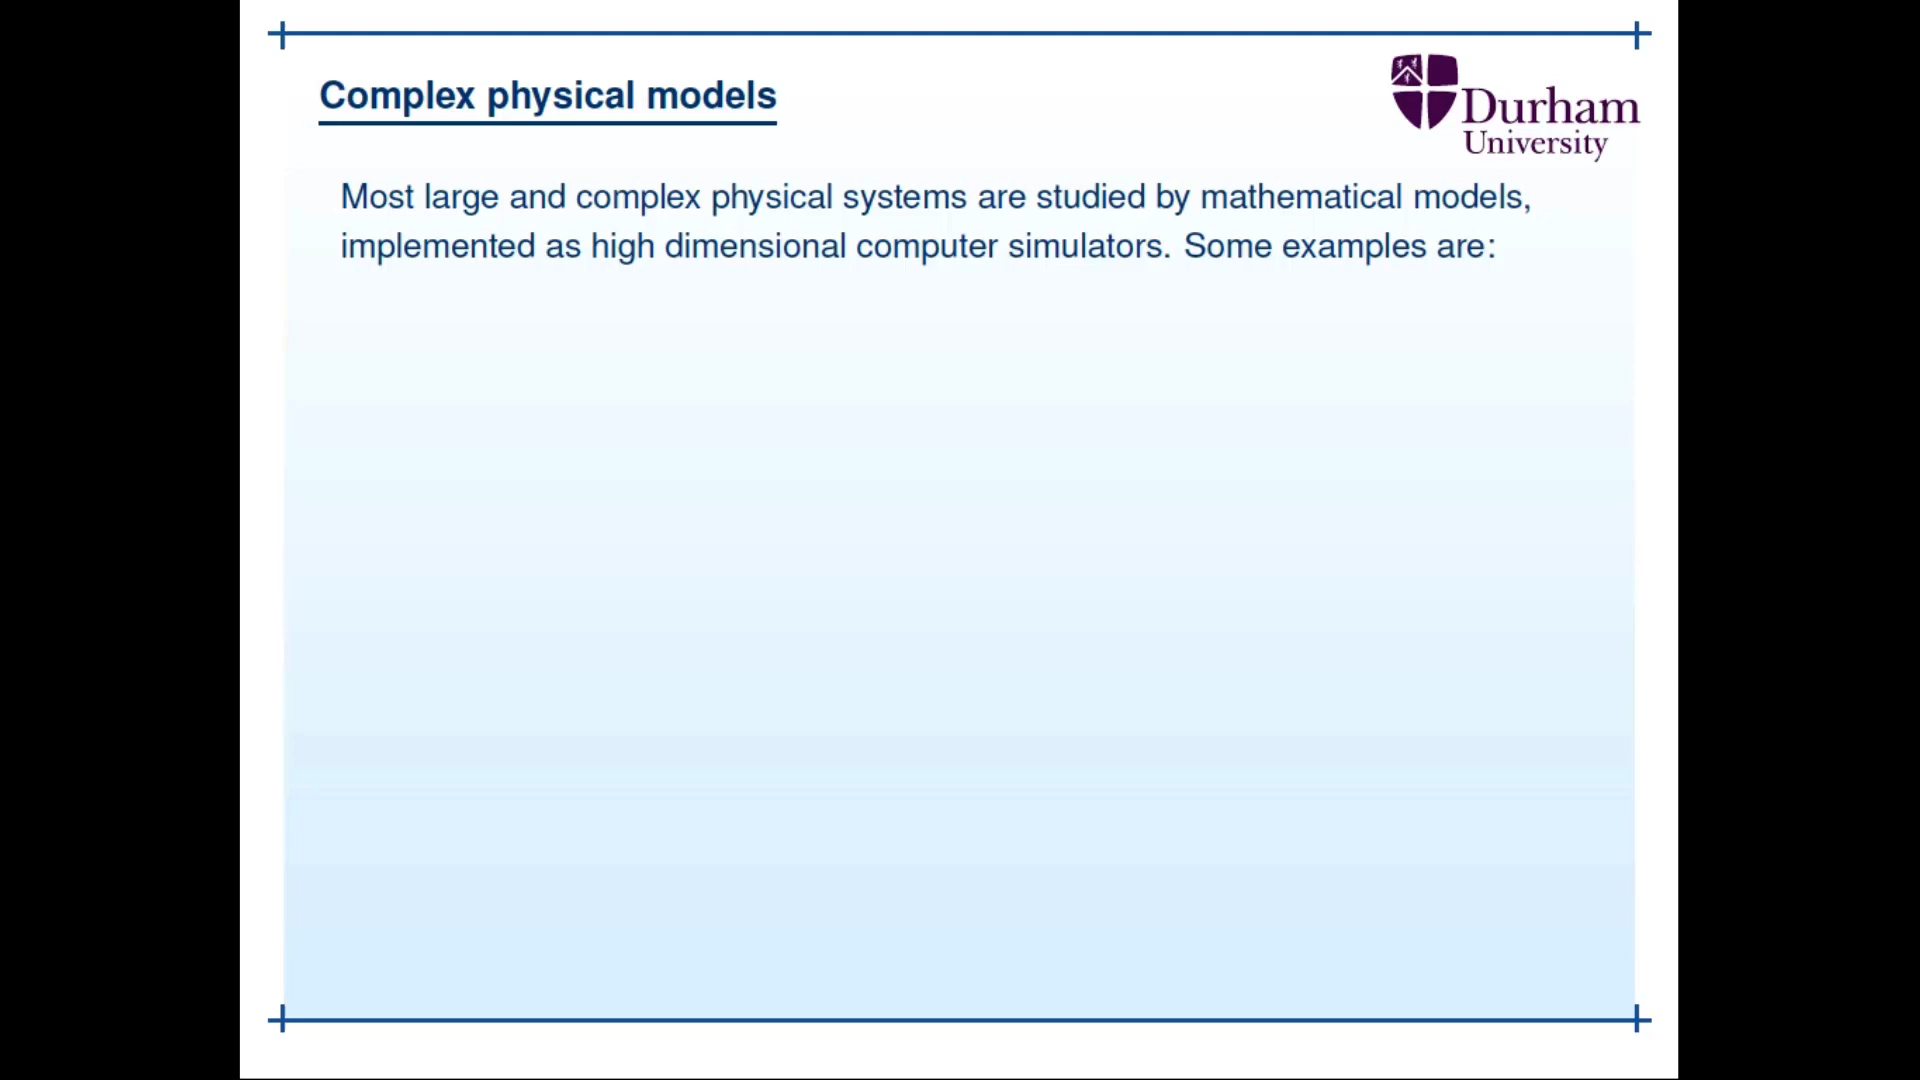 Complex physical models
Durham
University
Most large and complex physical systems are studied by mathematical models,
implemented as high dimensional computer simulators. Some examples are: